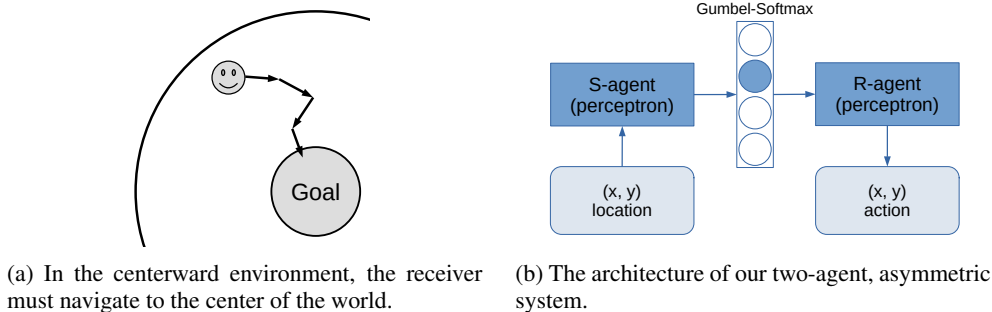 Goal
(a) In the centerward environment, the receiver
must navigate to the center of the world.
Gumbel-Softmax
S-agent
(perceptron)
R-agent
(perceptron)
(x, y)
location
(x, y)
action
(b) The architecture of our two-agent, asymmetric
system.